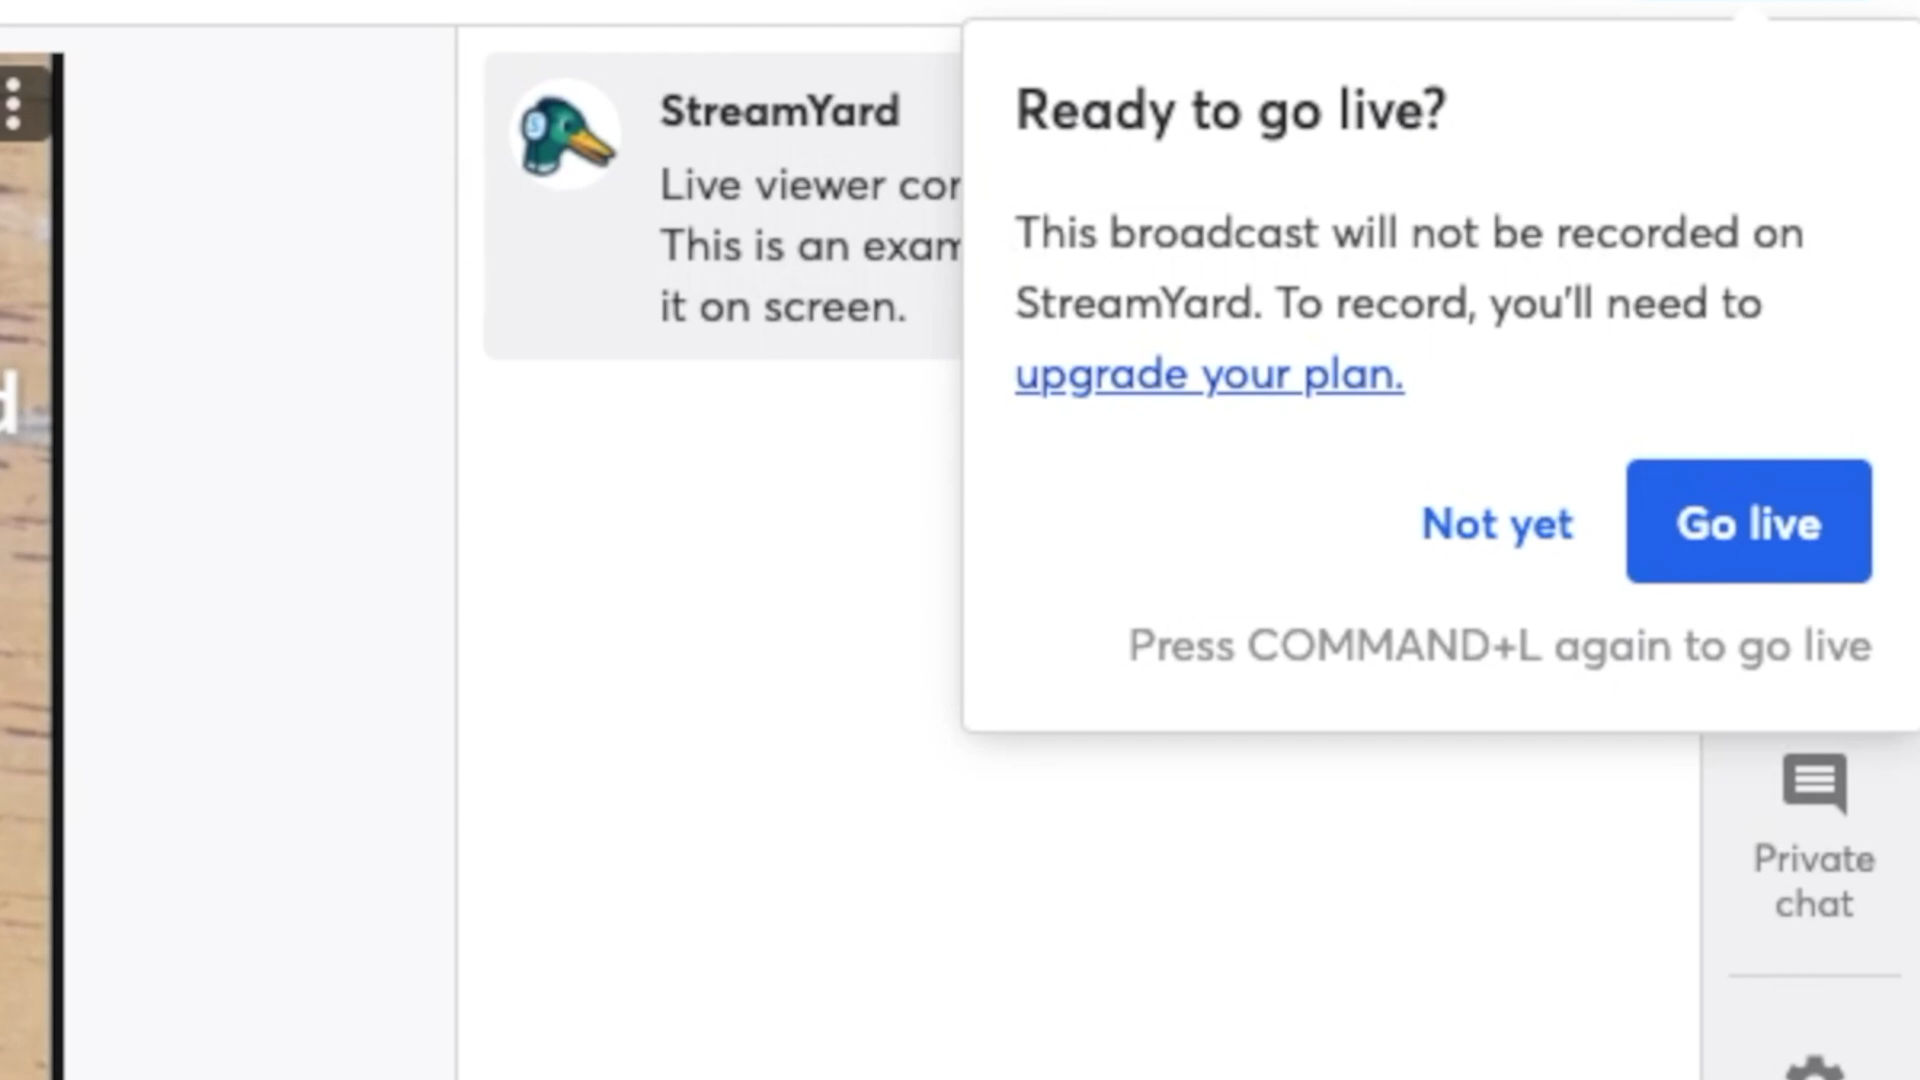 StreamYard
Live viewer
This is an
it on screen.
Ready to go live?
This broadcast will not be recorded on
StreamYard. To record, you'll need to
upgrade your plan.
Not yet
Go live
Press COMMAND+L again to go live
Private
chat